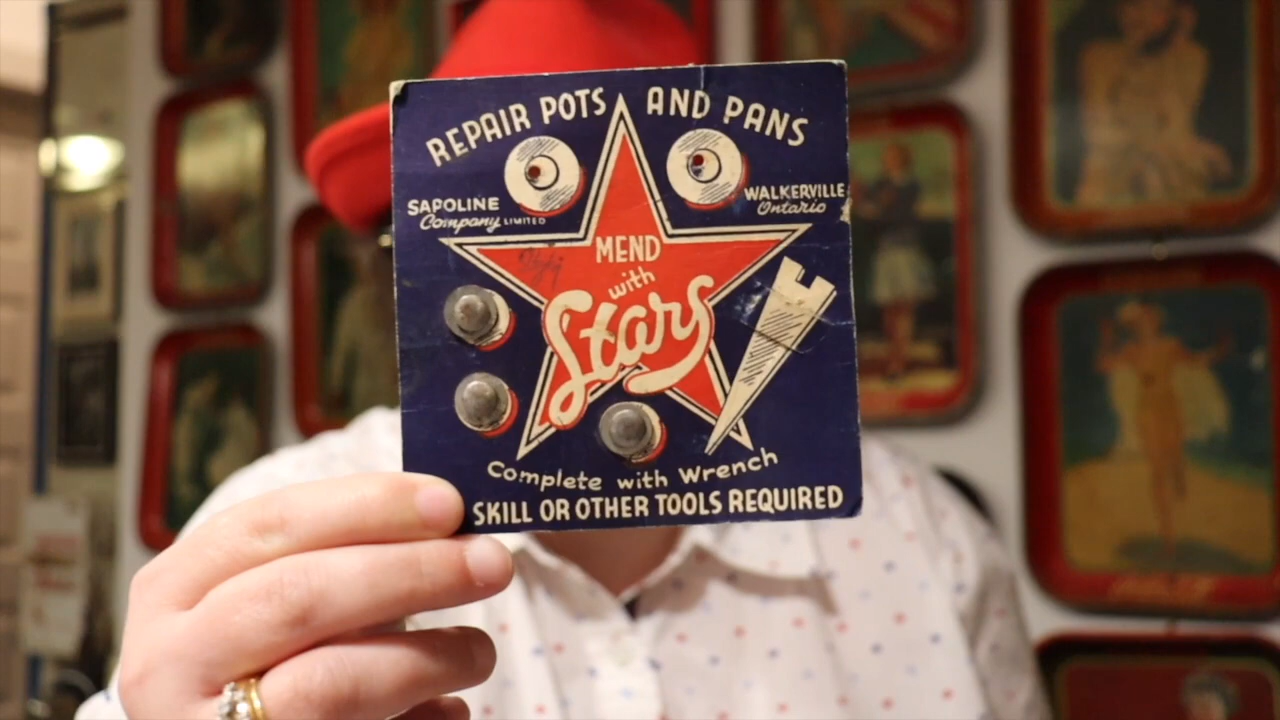 REPAIR POTS AND PANS
SAPOLINE
Company LIMITED
WALKERVILLE
Ontario
MEND
with
Stars
Complete with Wrench
SKILL OR OTHER TOOLS REQUIRED